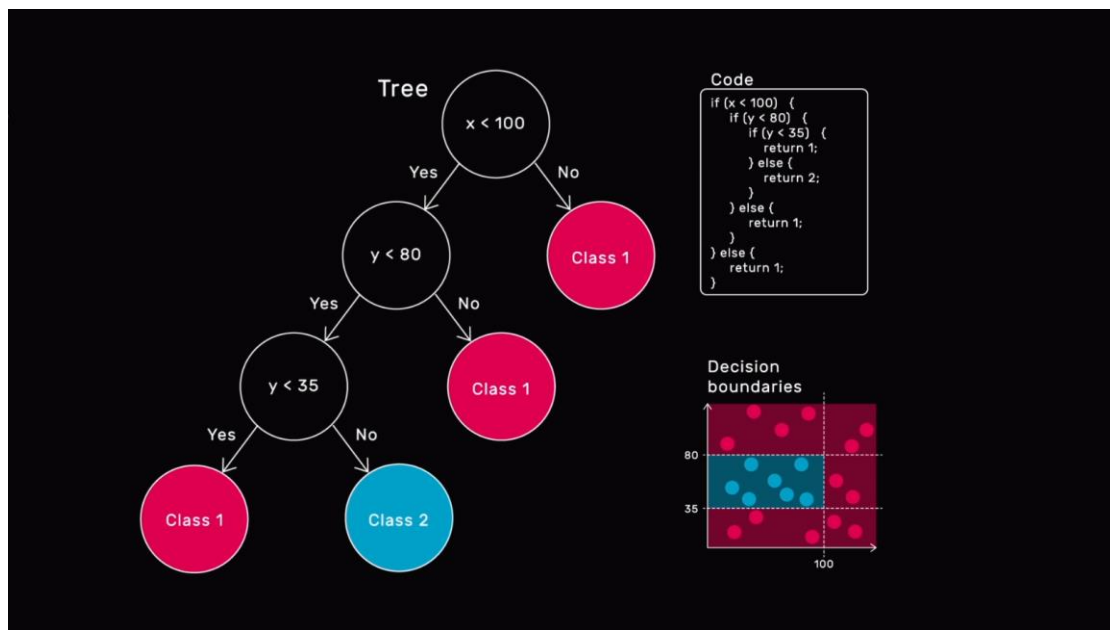 Tree
x < 100
Yes
No
y < 80
Class 1
Yes
No
y < 35
Class 1
Yes
No
Class 1
Class 2
Code
if (x < 100) {
if (y < 80) {
if (y < 35) {
return 1;
} else {
return 2;
}
} else {
return 1;
}
} else {
return 1;
}
Decision
boundaries
80
35
100